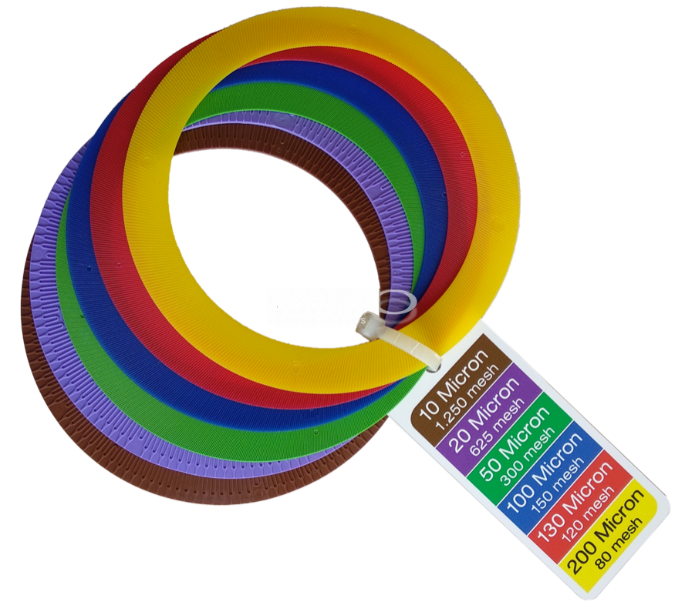 10 Micron
1.250 mesh
20 Micron
625 mesh
50 Micron
300 mesh
100 Micron
150 mesh
130 Micron
120 mesh
200 Micron
80 mesh